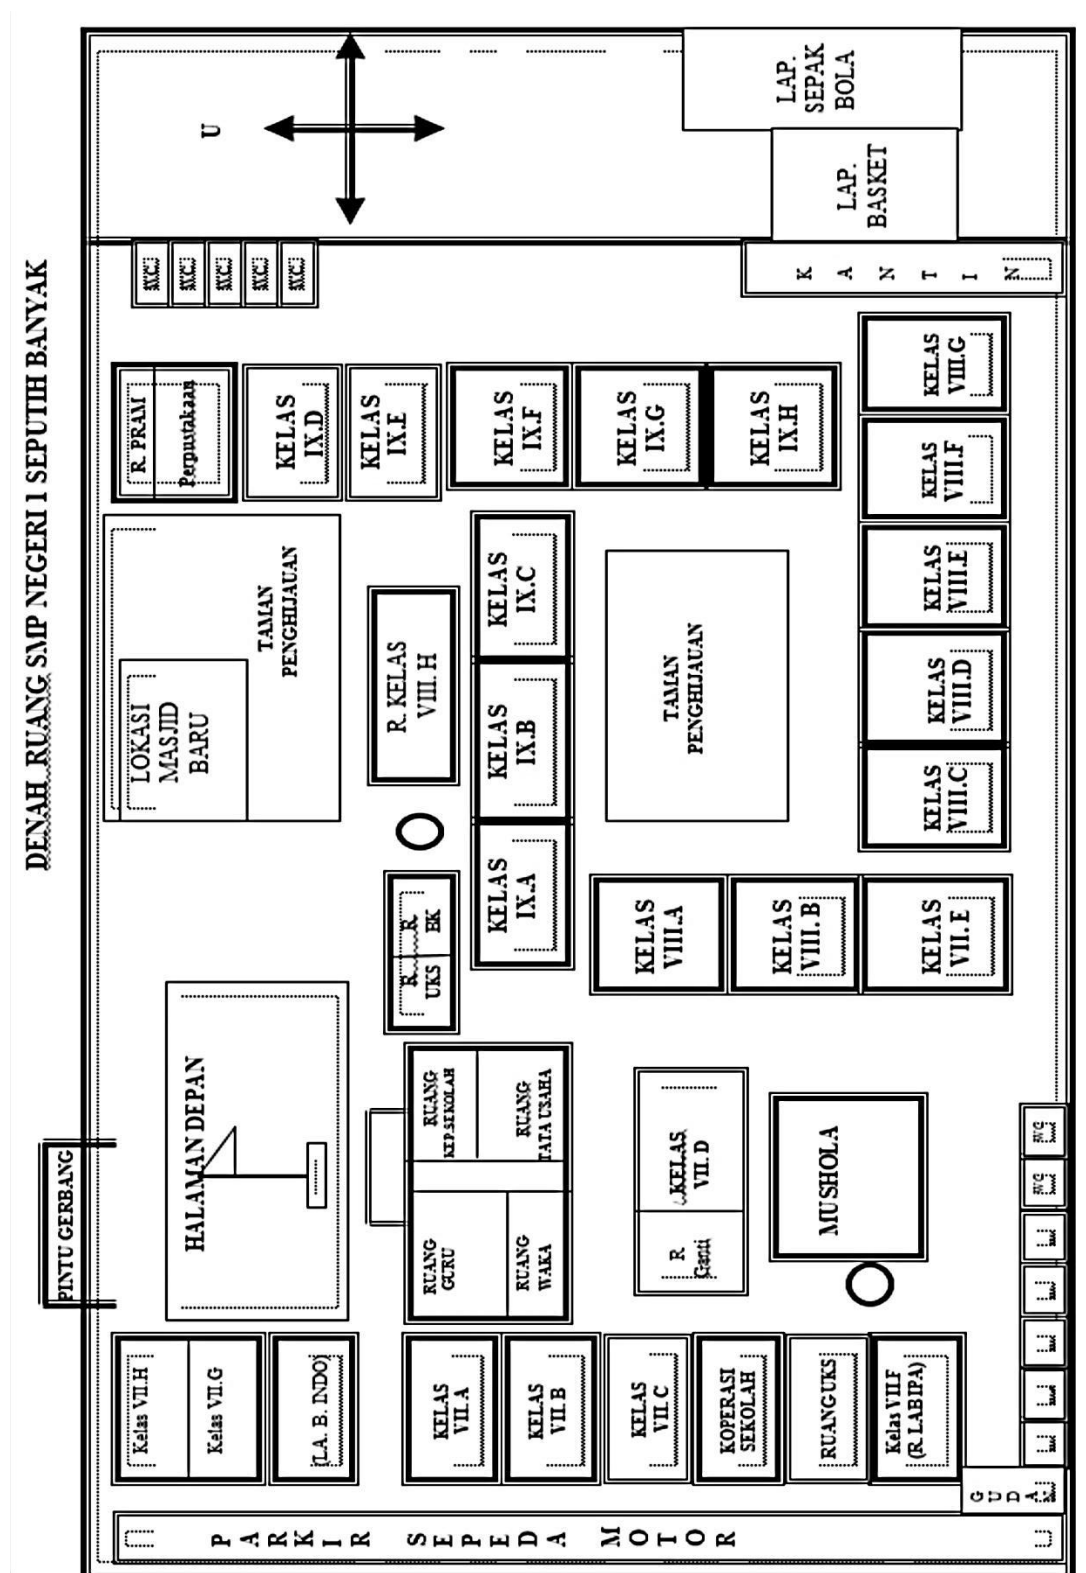 DENAH RUANG SMP NEGERI 1 SEPUTIH BANYAK
PINTU GERBANG
PARKIR SEPEDA MOTOR
Kelas VII.H
Kelas VII.G
(LA. B. INDO)
KELAS
VII.A
KELAS
VII.B
KELAS
VII.C
KOPERASI
SEKOLAH
RUANG UKS
Kelas VII.F
(R. LAB IPA)
GUDAN
HALAMAN DEPAN
RUANG
GURU
RUANG
WAKA
RUANG
KEP.SEKOLAH
RUANG
TATA USAHA
R
Ganti
KELAS
VII. D
MUSHOLA
WC
WC
R
UKS
R
BK
LOKASI
MASJID
BARU
TAMAN
PENGHIJAUAN
R. KELAS
VIII. H
KELAS
IX.A
KELAS
IX.B
KELAS
IX.C
KELAS
VIII.A
KELAS
VIII. B
KELAS
VII. E
TAMAN
PENGHIJAUAN
KELAS
VIII.C
KELAS
VIII.D
KELAS
VIII.E
KELAS
VIII.F
KELAS
VIII.G
R. PRAM
Perpustakaan
KELAS
IX.D
KELAS
IX.E
KELAS
IX.F
KELAS
IX.G
KELAS
IX.H
W.C
W.C
W.C
W.C
W.C
KANTIN
U
LAP.
BASKET
LAP.
SEPAK
BOLA